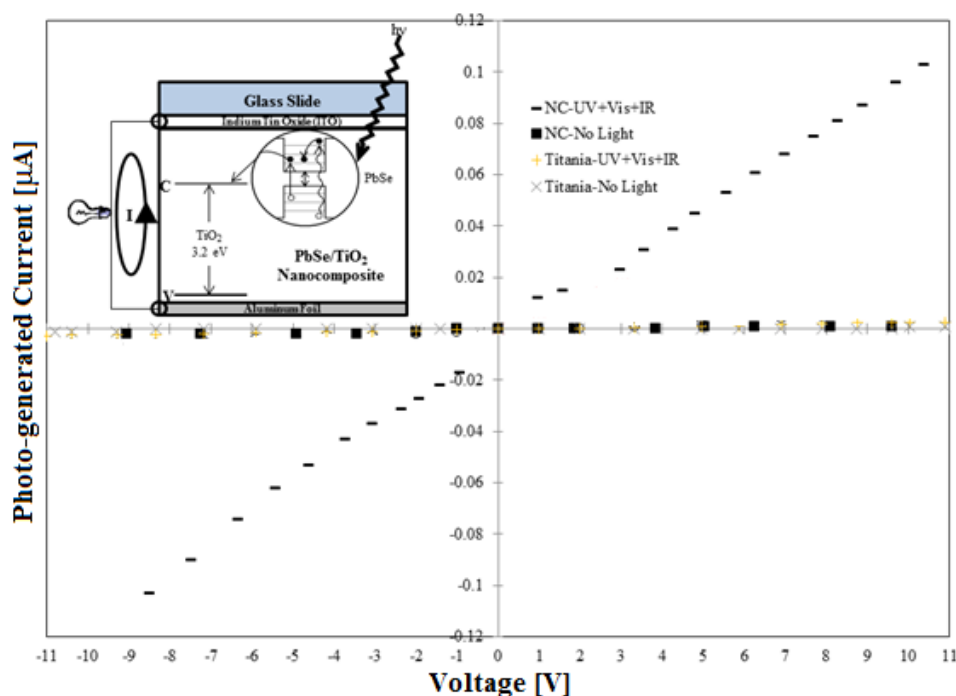 0.12
hν
0.1
Glass Slide
Indium Tin Oxide (ITO)
NC-UV+Vis+IR
NC-No Light
Titania-UV+Vis+IR
Titania-No Light
0.08
PbSe
C
I
TiO2
3.2 eV
PbSe/TiO2
Nanocomposite
V
Aluminum Foil
0.06
0.04
0.02
0
-0.02
-0.04
-0.06
-0.08
-0.1
-0.12
Photo-generated Current [µA]
-11 -10 -9 -8 -7 -6 -5 -4 -3 -2 -1 0 1 2 3 4 5 6 7 8 9 10 11
Voltage [V]